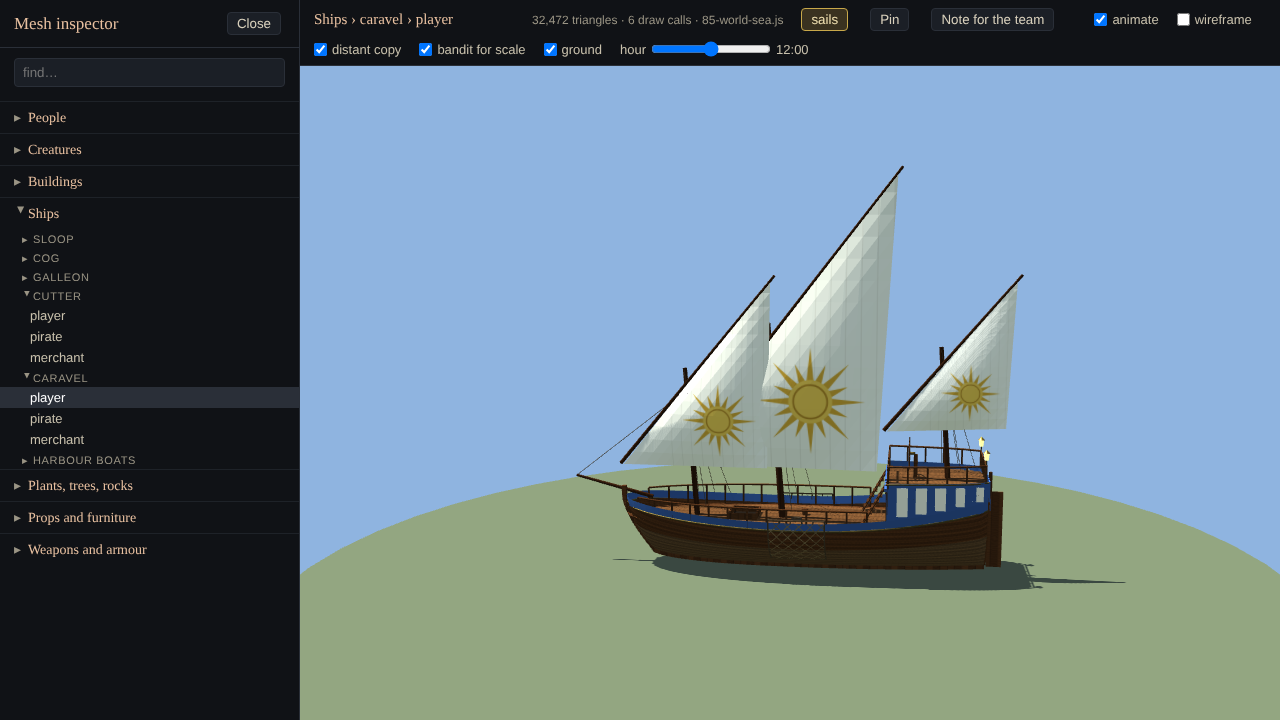 Mesh inspector
Close
find…
People
Creatures
Buildings
Ships
SLOOP
COG
GALLEON
CUTTER
player
pirate
merchant
CARAVEL
player
pirate
merchant
HARBOUR BOATS
Plants, trees, rocks
Props and furniture
Weapons and armour
Ships › caravel › player
32,472 triangles · 6 draw calls · 85-world-sea.js
sails
Pin
Note for the team
animate
wireframe
distant copy
bandit for scale
ground
hour
12:00